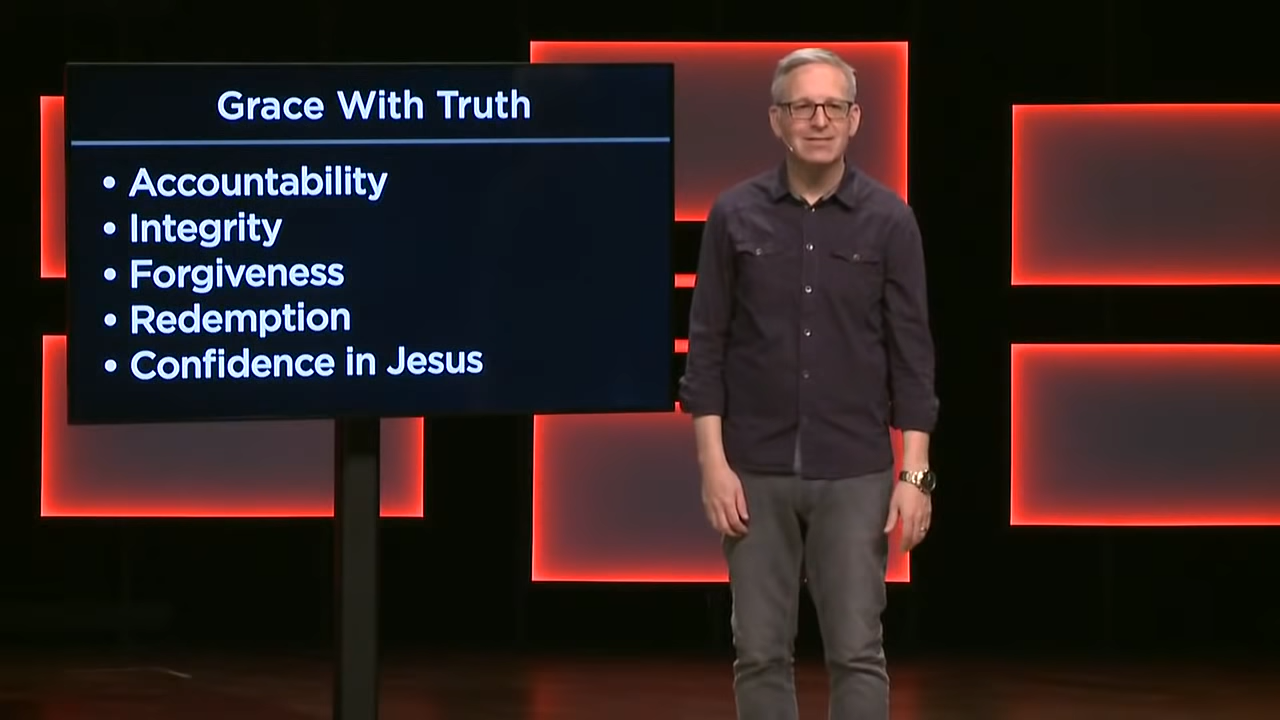 Grace With Truth
• Accountability
• Integrity
• Forgiveness
• Redemption
• Confidence in Jesus